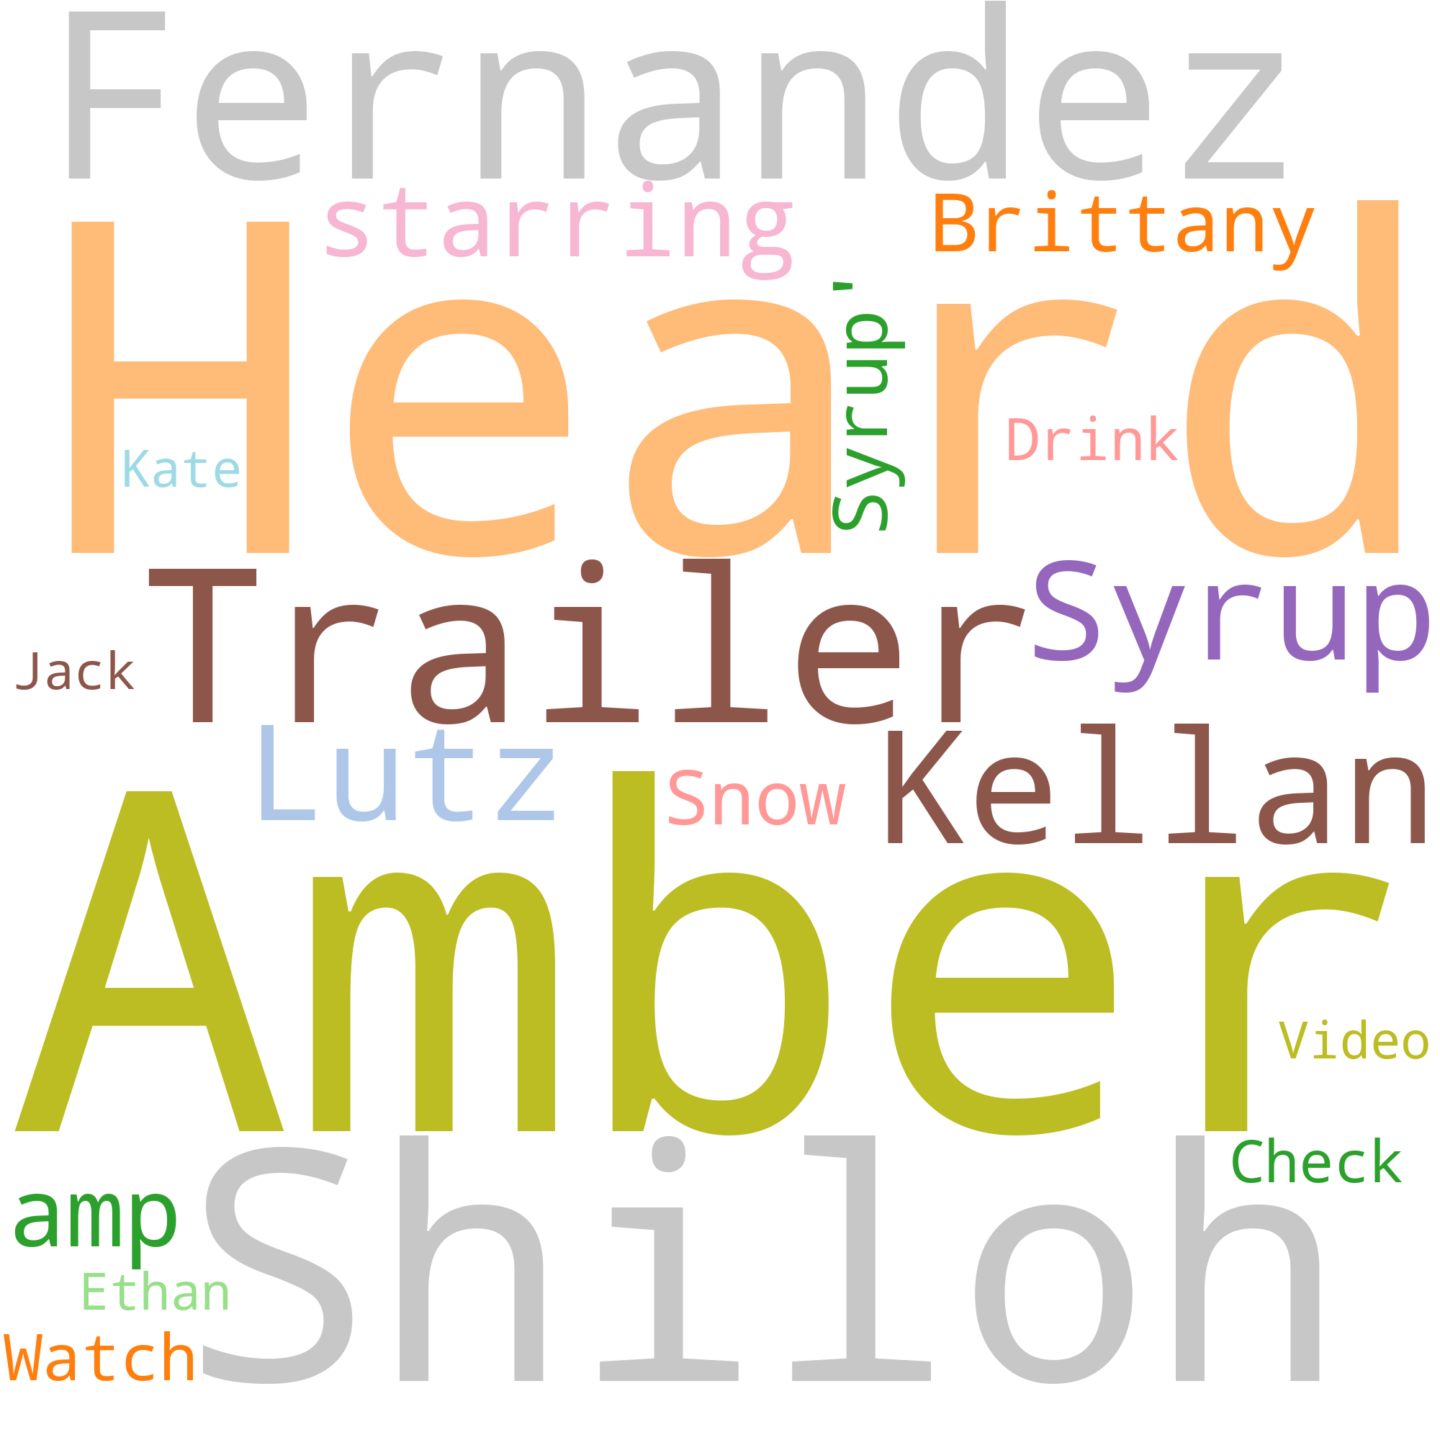 Fernandez
starring
Brittany
Heard
Syrup'
Drink
Kate
Trailer
Syrup
Jack
Lutz
Snow
Kellan
Amber
Video
Shiloh
Check
amp
Ethan
Watch